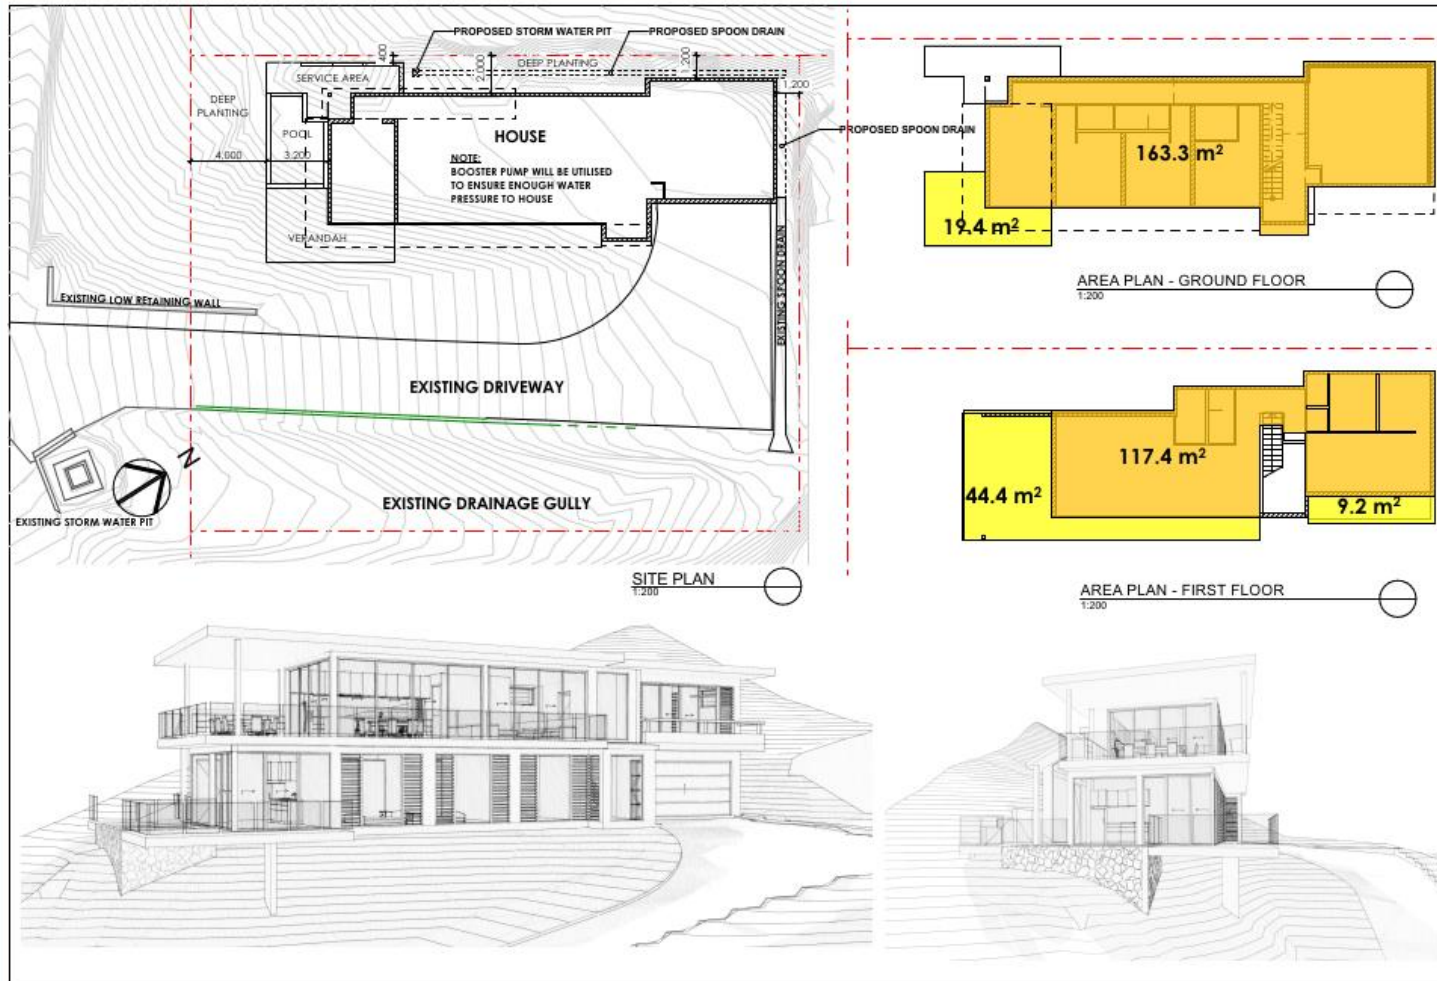 PROPOSED STORM WATER PIT
PROPOSED SPOON DRAIN
400
2,000
1,200
DEEP PLANTING
SERVICE AREA
1,200
DEEP
PLANTING
POOL
HOUSE
PROPOSED SPOON DRAIN
4,000
3,200
NOTE:
BOOSTER PUMP WILL BE UTILISED
TO ENSURE ENOUGH WATER
PRESSURE TO HOUSE
VERANDAH
EXISTING SPOON DRAIN
EXISTING LOW RETAINING WALL
EXISTING DRIVEWAY
N
EXISTING DRAINAGE GULLY
EXISTING STORM WATER PIT
SITE PLAN
1:200
163.3 m²
19.4 m²
AREA PLAN - GROUND FLOOR
1:200
117.4 m²
44.4 m²
9.2 m²
AREA PLAN - FIRST FLOOR
1:200